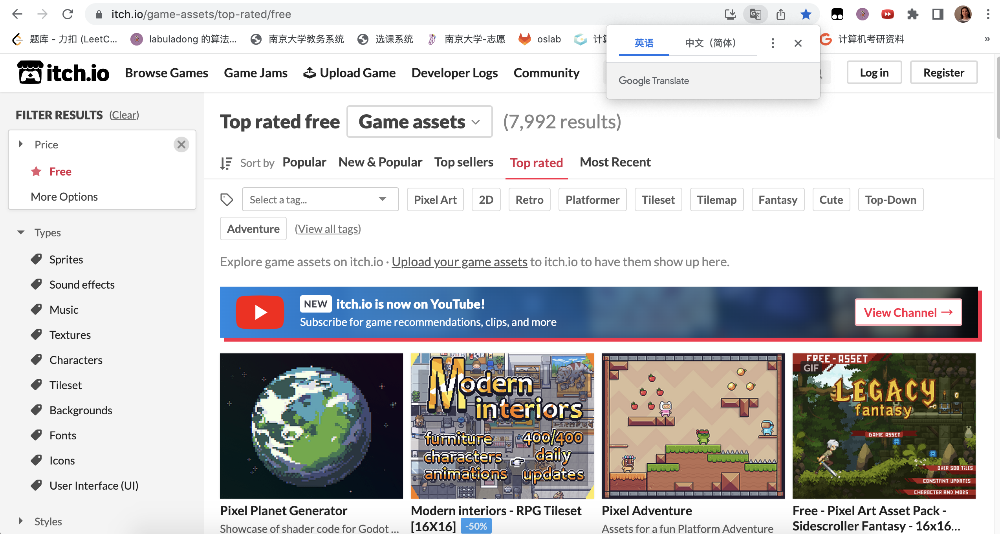 itch.io/game-assets/top-rated/free
题库 - 力扣 (LeetC...
labuladong 的算法...
南京大学教务系统
选课系统
南京大学-志愿
oslab
计算机考研资料
英语
中文（简体）
Google Translate
itch.io
Browse Games
Game Jams
Upload Game
Developer Logs
Community
Log in
Register
FILTER RESULTS (Clear)
Price
Free
More Options
Types
Sprites
Sound effects
Music
Textures
Characters
Tileset
Backgrounds
Fonts
Icons
User Interface (UI)
Styles
Top rated free Game assets (7,992 results)
Sort by Popular New & Popular Top sellers Top rated Most Recent
Select a tag... Pixel Art 2D Retro Platformer Tileset Tilemap Fantasy Cute Top-Down
Adventure (View all tags)
Explore game assets on itch.io · Upload your game assets to itch.io to have them show up here.
NEW itch.io is now on YouTube!
Subscribe for game recommendations, clips, and more
View Channel →
Modern
interiors
furniture
characters
animations
400/400
daily
updates
FREE - ASSET
GIF
LEGACY
fantasy
GAME ASSET
OVER 500 TILES
CONSTANT UPDATES
CHARACTER AND MOBS
Pixel Planet Generator
Showcase of shader code for Godot ...
Modern interiors - RPG Tileset
[16X16] -50%
Pixel Adventure
Assets for a fun Platform Adventure
Free - Pixel Art Asset Pack -
Sidescroller Fantasy - 16x16...